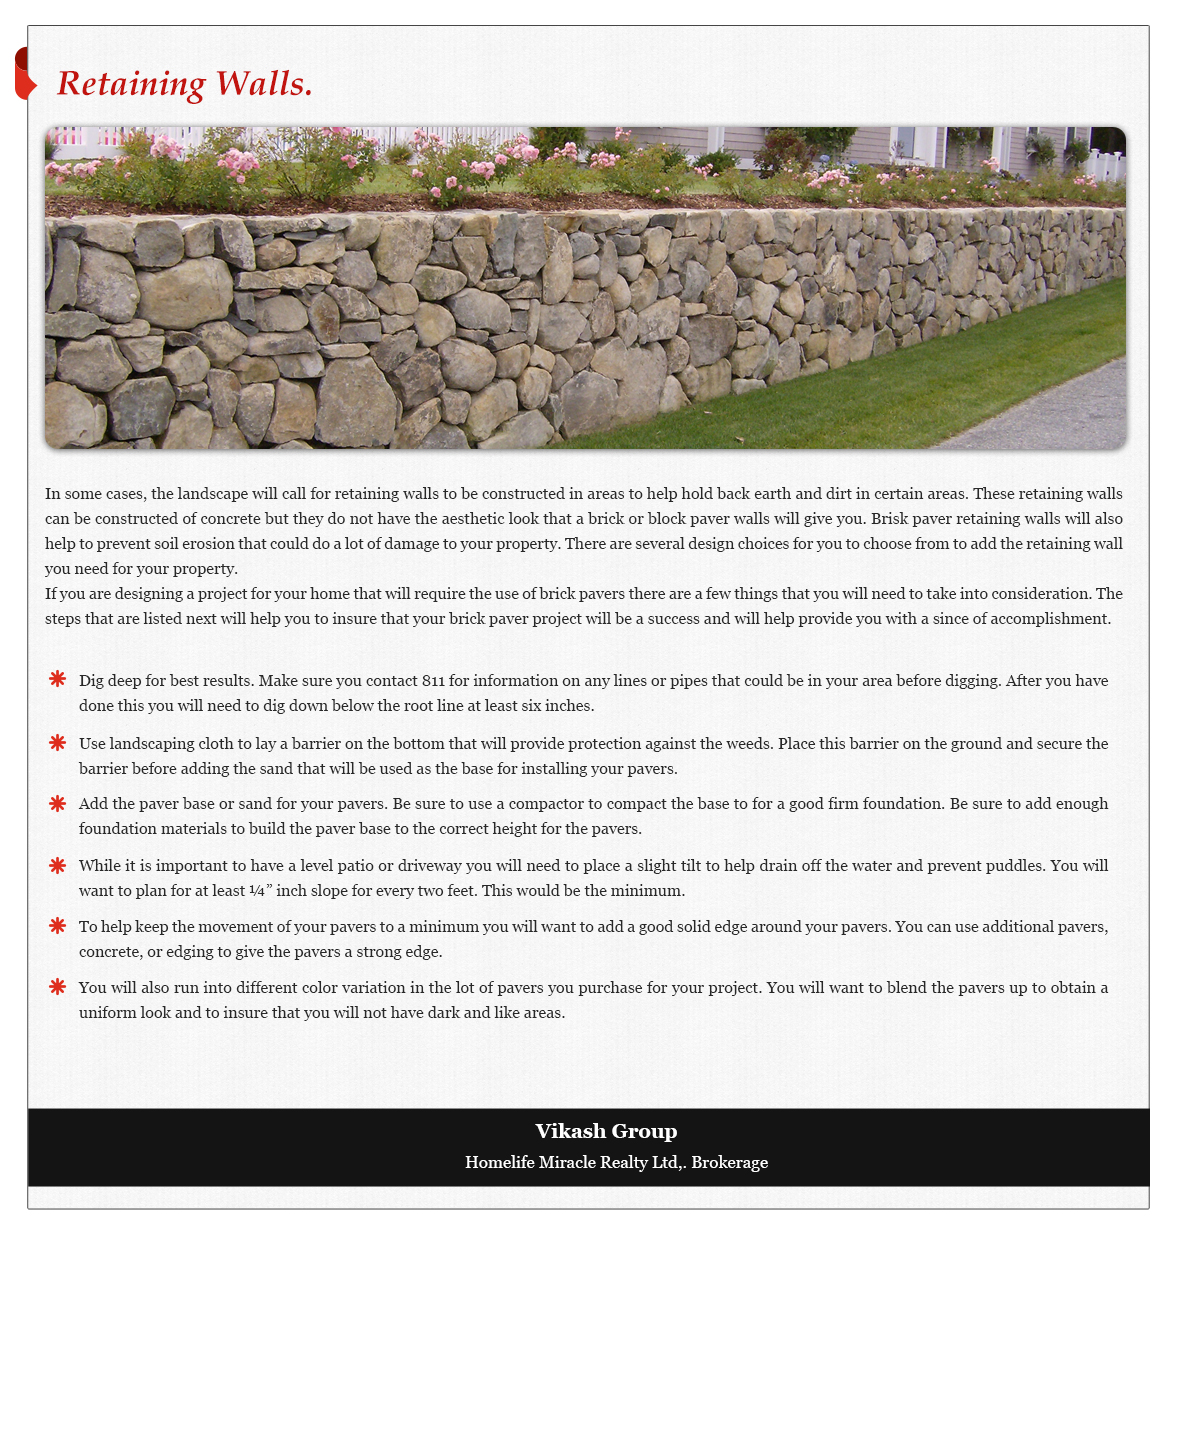 Retaining Walls.
In some cases, the landscape will call for retaining walls to be constructed in areas to help hold back earth and dirt in certain areas. These retaining walls
can be constructed of concrete but they do not have the aesthetic look that a brick or block paver walls will give you. Brisk paver retaining walls will also
help to prevent soil erosion that could do a lot of damage to your property. There are several design choices for you to choose from to add the retaining wall
you need for your property.
If you are designing a project for your home that will require the use of brick pavers there are a few things that you will need to take into consideration. The
steps that are listed next will help you to insure that your brick paver project will be a success and will help provide you with a since of accomplishment.
Dig deep for best results. Make sure you contact 811 for information on any lines or pipes that could be in your area before digging. After you have
done this you will need to dig down below the root line at least six inches.
Use landscaping cloth to lay a barrier on the bottom that will provide protection against the weeds. Place this barrier on the ground and secure the
barrier before adding the sand that will be used as the base for installing your pavers.
Add the paver base or sand for your pavers. Be sure to use a compactor to compact the base to for a good firm foundation. Be sure to add enough
foundation materials to build the paver base to the correct height for the pavers.
While it is important to have a level patio or driveway you will need to place a slight tilt to help drain off the water and prevent puddles. You will
want to plan for at least ¼” inch slope for every two feet. This would be the minimum.
To help keep the movement of your pavers to a minimum you will want to add a good solid edge around your pavers. You can use additional pavers,
concrete, or edging to give the pavers a strong edge.
You will also run into different color variation in the lot of pavers you purchase for your project. You will want to blend the pavers up to obtain a
uniform look and to insure that you will not have dark and like areas.
Vikash Group
Homelife Miracle Realty Ltd,. Brokerage